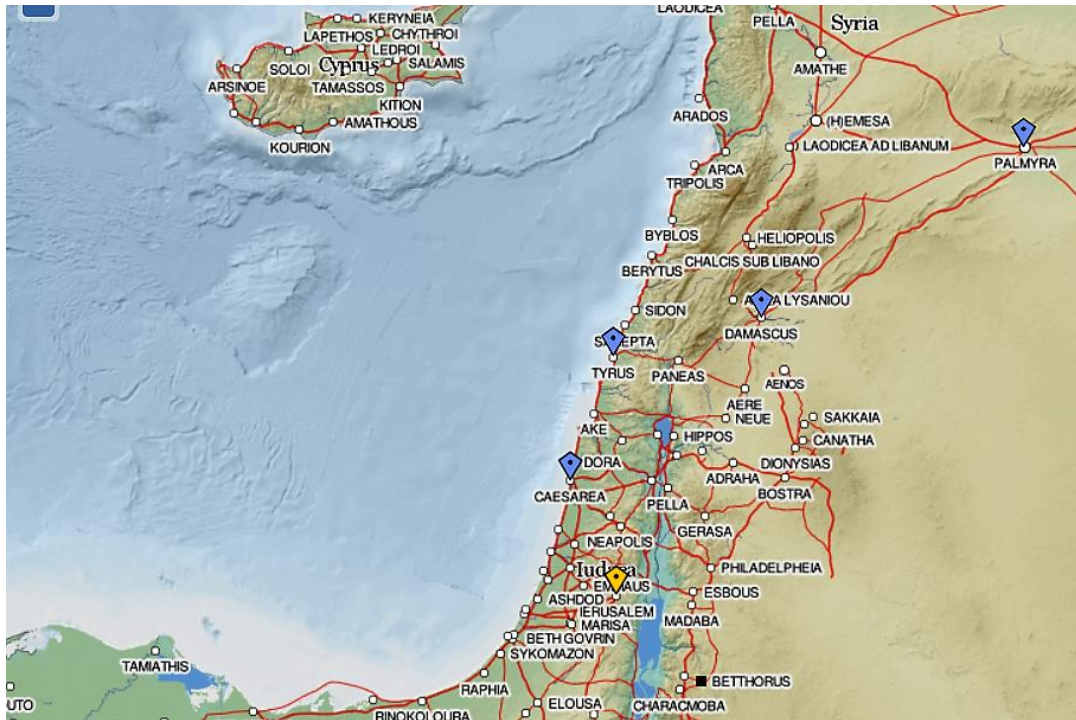 LAODICEA
KERYNEIA
PELLA
Syria
LAPETHOS
CHYTHROI
LEDROI
SOLOI
Cyprus
SALAMIS
AMATHE
ARSINOE
TAMASSOS
KITION
ARADOS
AMATHOUS
(H)EMESA
KOURION
LAODICEA AD LIBANUM
PALMYRA
ARCA
TRIPOLIS
BYBLOS
HELIOPOLIS
CHALCIS SUB LIBANO
BERYTUS
LYSANIOU
SIDON
DAMASCUS
TYRUS
PANEAS
AENOS
AERE
NEUE
SAKKAIA
AKE
HIPPOS
CANATHA
DORA
DIONYSIAS
ADRAHA
CAESAREA
BOSTRA
PELLA
GERASA
NEAPOLIS
PHILADELPHEIA
ESBOUS
ASHDOD
IERUSALEM
MADABA
MARISA
BETH GOVRIN
SYKOMAZON
TAMIATHIS
BETTHORUS
RAPHIA
ELOUSA
CHARACMOBA
RINOKOLOURA